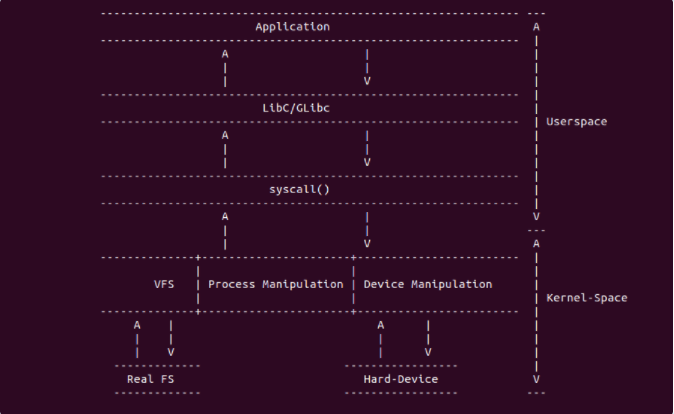 Application
A
V
LibC/GLibc
Userspace
A
V
syscall()
A
V
V
A
VFS | Process Manipulation | Device Manipulation
Kernel-Space
A
V
A
V
Real FS
Hard-Device
V